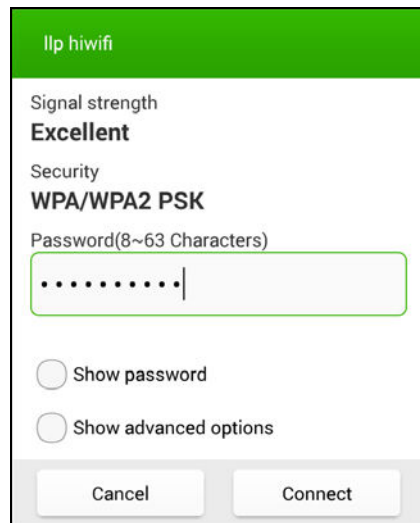 llp hiwifi
Signal strength
Excellent
Security
WPA/WPA2 PSK
Password(8~63 Characters)
••••••••••
Show password
Show advanced options
Cancel
Connect